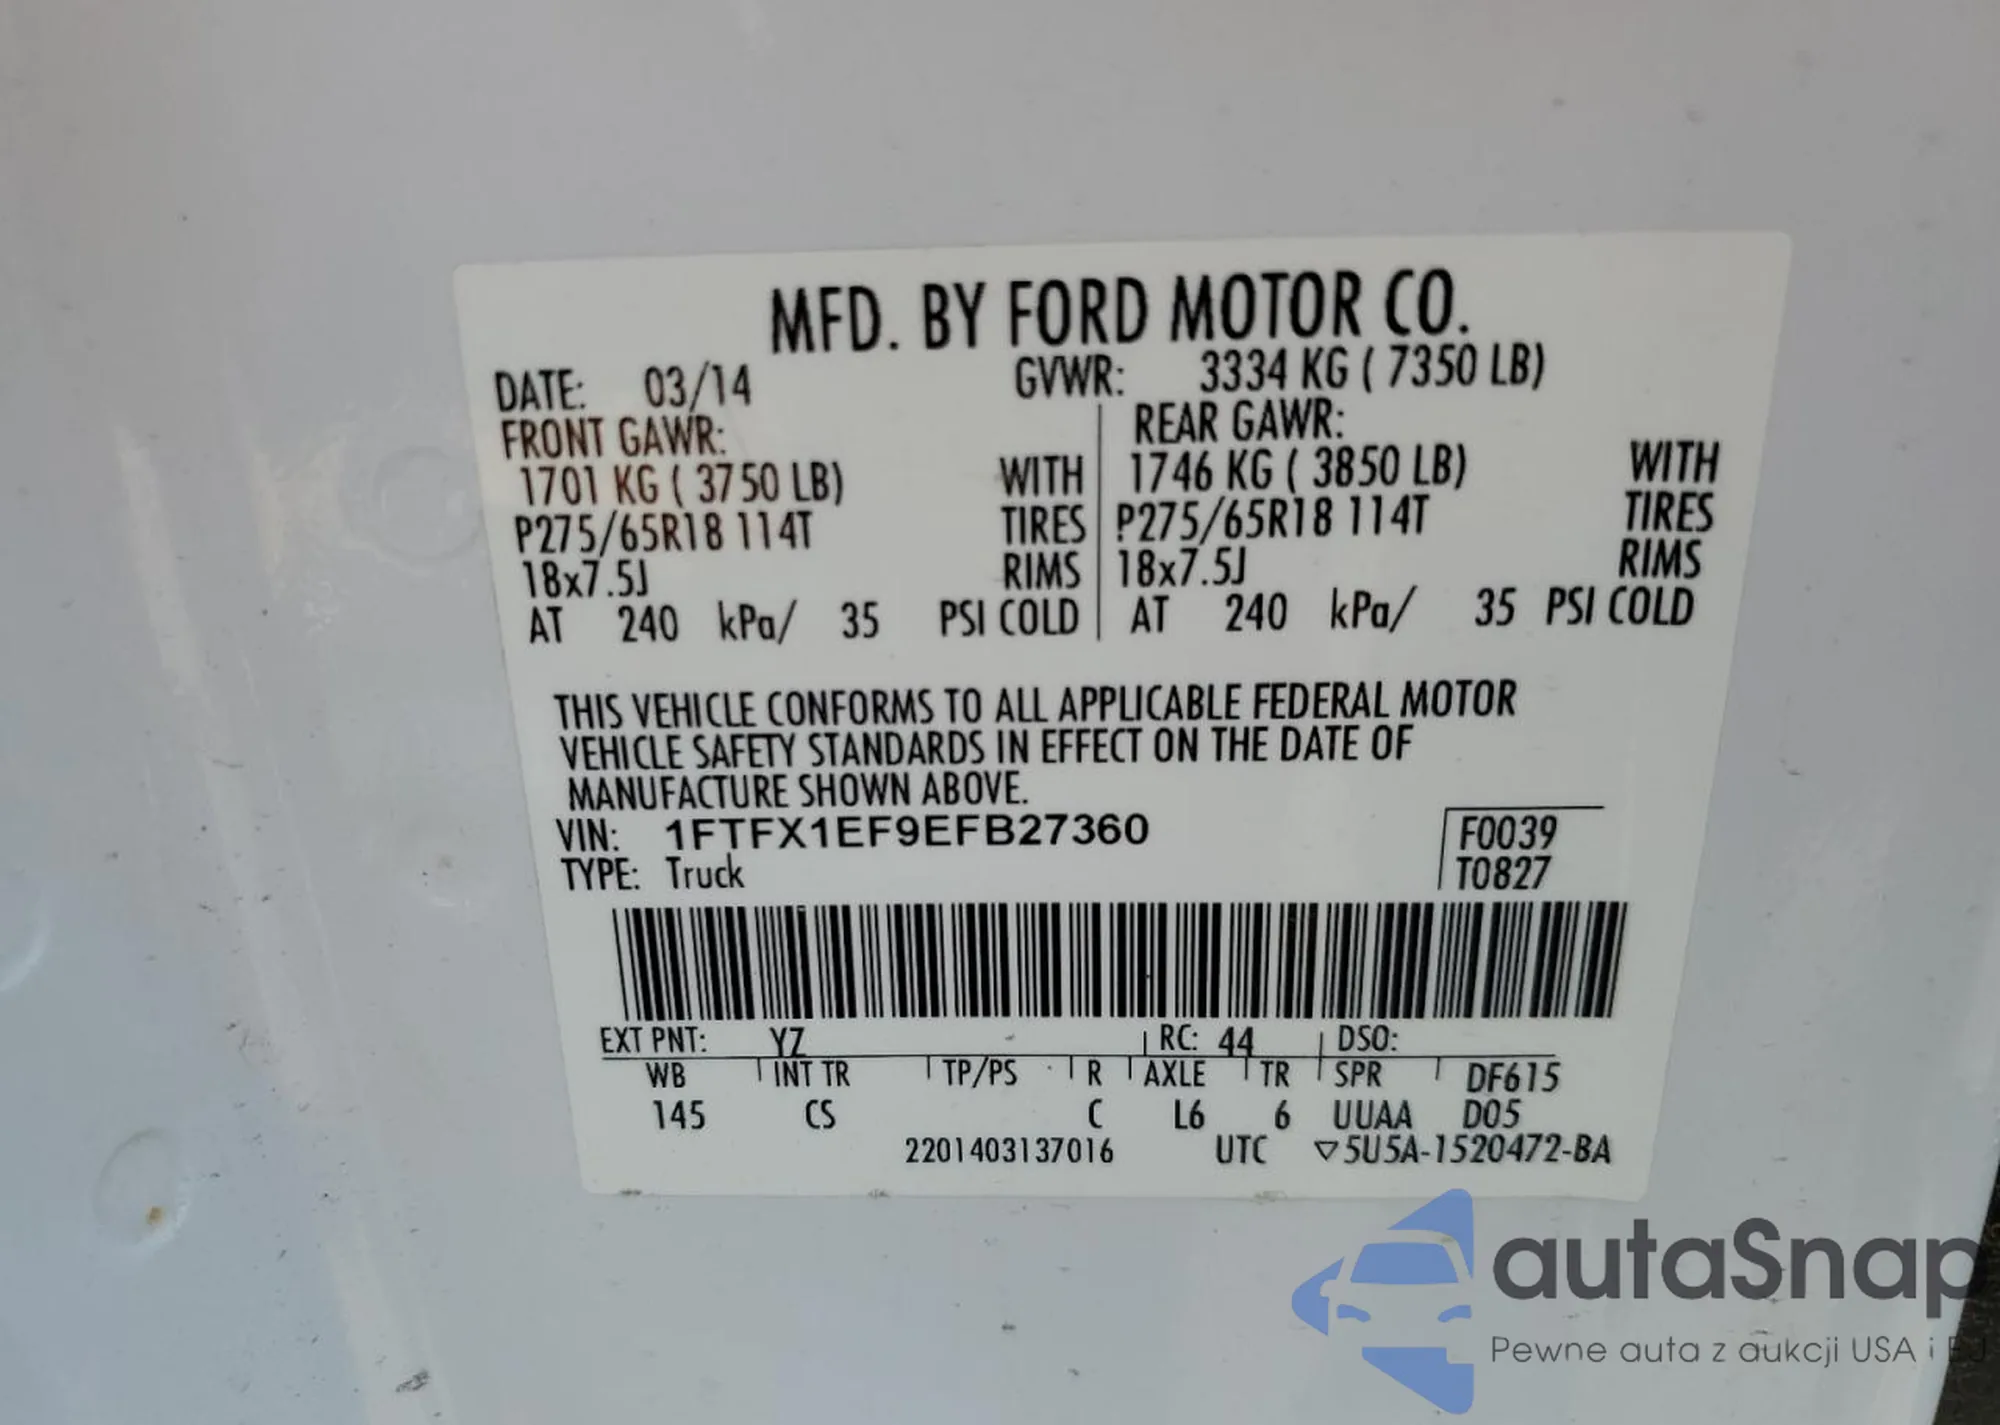 MFD. BY FORD MOTOR CO.
DATE: 03/14 GVWR: 3334 KG ( 7350 LB)
FRONT GAWR: REAR GAWR:
1701 KG ( 3750 LB) WITH 1746 KG ( 3850 LB) WITH
P275/65R18 114T TIRES P275/65R18 114T TIRES
18x7.5J RIMS 18x7.5J RIMS
AT 240 kPa/ 35 PSI COLD AT 240 kPa/ 35 PSI COLD
THIS VEHICLE CONFORMS TO ALL APPLICABLE FEDERAL MOTOR
VEHICLE SAFETY STANDARDS IN EFFECT ON THE DATE OF
MANUFACTURE SHOWN ABOVE.
VIN: 1FTFX1EF9EFB27360 F0039
TYPE: Truck T0827
EXT PNT: YZ RC: 44 DSO:
WB INT TR TP/PS R AXLE TR SPR DF615
145 CS C L6 6 UUAA D05
2201403137016 UTC ▽5U5A-1520472-BA
autaSnap
Pewne auta z aukcji USA i